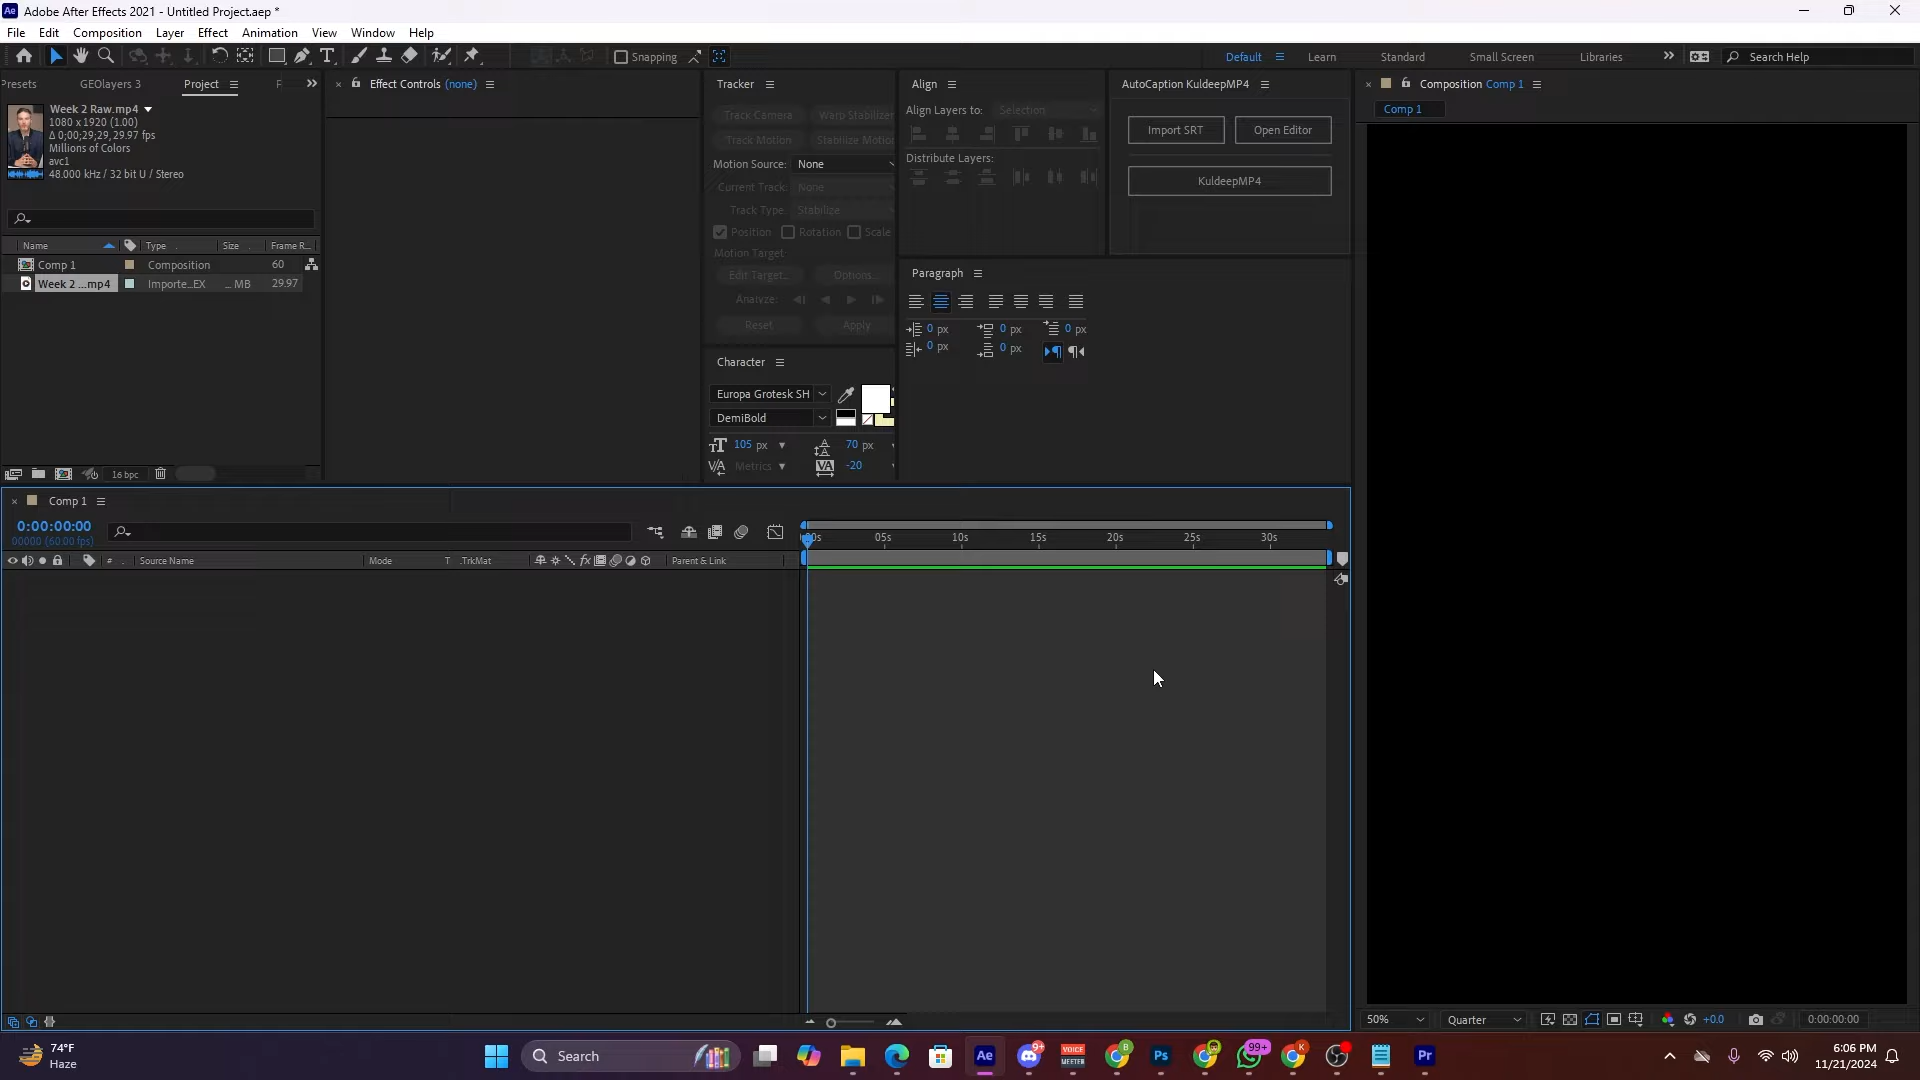 Adobe After Effects 2021 - Untitled Project.aep *
File Edit Composition Layer Effect Animation View Window Help
Snapping
Default Learn Standard Small Screen Libraries
Search Help
Presets GEOlayers 3 Project
Week 2 Raw.mp4
1080 x 1920 (1.00)
Δ 0;00;29;29, 29.97 fps
Millions of Colors
avc1
48.000 kHz / 32 bit U / Stereo
Name Type Size Frame R...
Comp 1 Composition 60
Week 2 ...mp4 Importe...EX ... MB 29.97
16 bpc
Effect Controls (none)
Tracker
Track Camera Warp Stabilizer
Track Motion Stabilize Motion
Motion Source: None
Current Track: None
Track Type: Stabilize
Position Rotation Scale
Motion Target:
Edit Target... Options...
Analyze:
Reset Apply
Character
Europa Grotesk SH
DemiBold
105 px 70 px
Metrics -20
Align
Align Layers to: Selection
Distribute Layers:
AutoCaption KuldeepMP4
Import SRT Open Editor
KuldeepMP4
Paragraph
0 px 0 px 0 px
0 px 0 px
Composition Comp 1
Comp 1
Comp 1
0:00:00:00
00000 (60.00 fps)
# Source Name Mode T .TrkMat Parent & Link
05s 10s 15s 20s 25s 30s
50% Quarter +0.0 0:00:00:00
74°F
Haze
Search
Ae 9+ VOICE MEETER B Ps 99+ K Pr
6:06 PM
11/21/2024